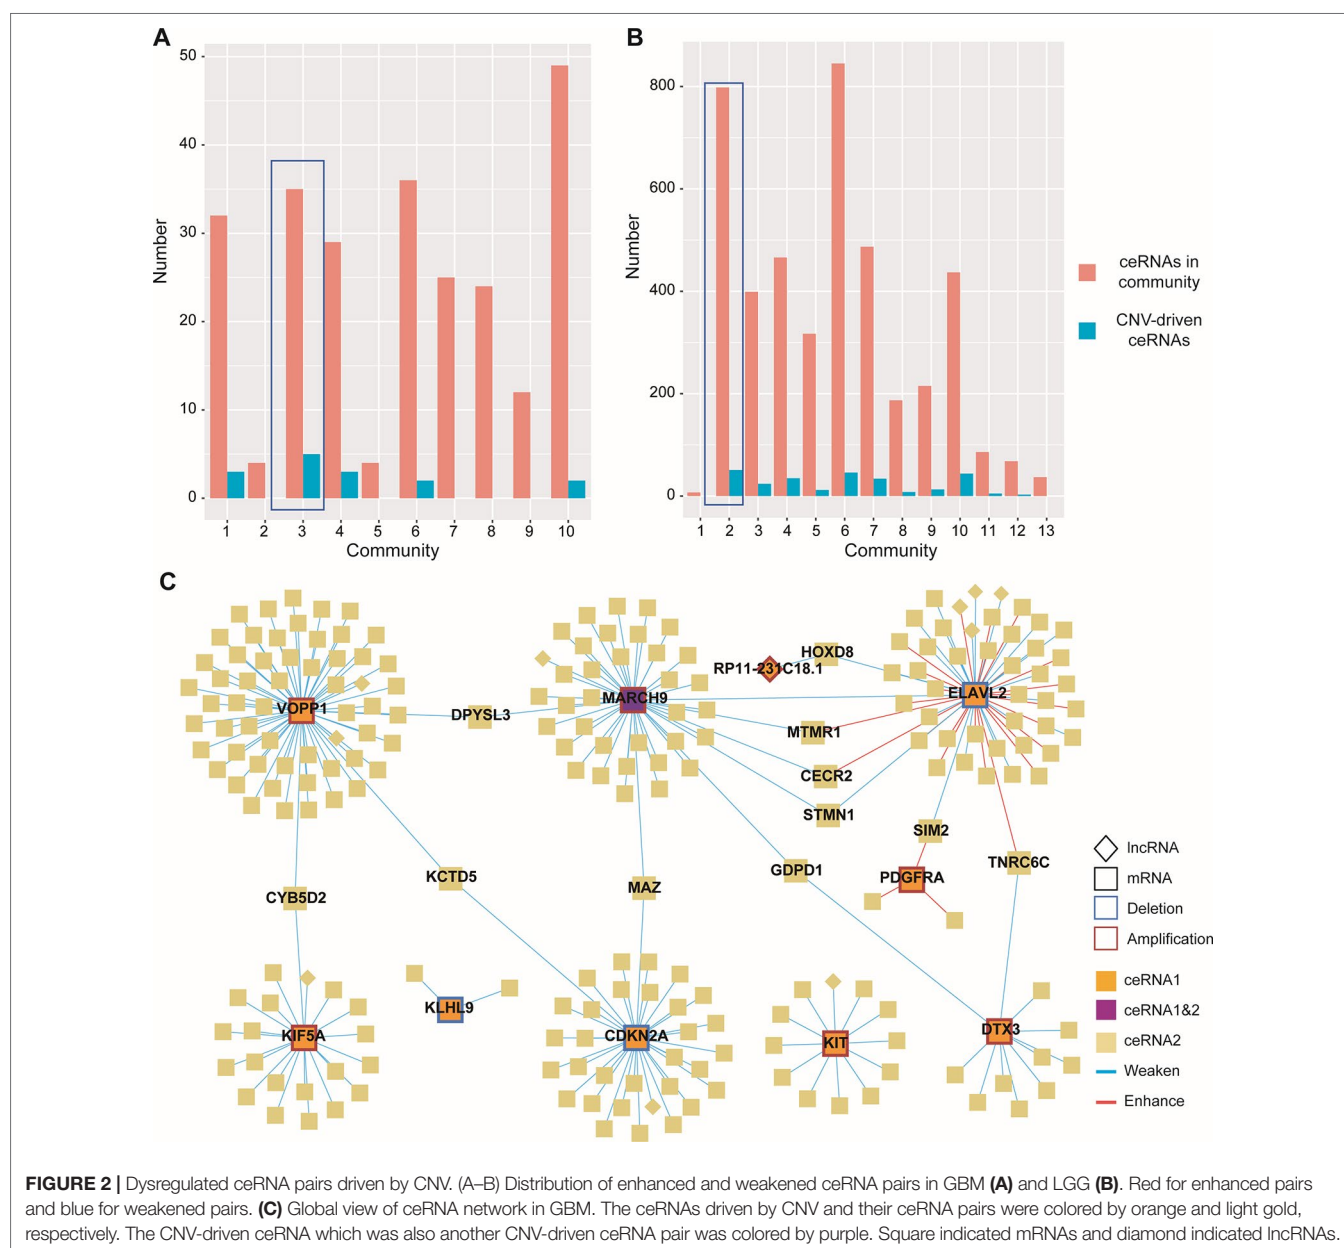 A
50
40
30
20
10
0
Number
1 2 3 4 5 6 7 8 9 10
Community
B
800
600
400
200
0
Number
1 2 3 4 5 6 7 8 9 10 11 12 13
Community
ceRNAs in
community
CNV-driven
ceRNAs
C
HOXD8
RP11-231C18.1
VOPP1
MARCH9
ELAVL2
DPYSL3
MTMR1
CECR2
STMN1
SIM2
TNRC6C
GDPD1
PDGFRA
KCTD5
MAZ
CYB5D2
KLHL9
KIF5A
CDKN2A
KIT
DTX3
lncRNA
mRNA
Deletion
Amplification
ceRNA1
ceRNA1&2
ceRNA2
Weaken
Enhance
FIGURE 2 | Dysregulated ceRNA pairs driven by CNV. (A–B) Distribution of enhanced and weakened ceRNA pairs in GBM (A) and LGG (B). Red for enhanced pairs
and blue for weakened pairs. (C) Global view of ceRNA network in GBM. The ceRNAs driven by CNV and their ceRNA pairs were colored by orange and light gold,
respectively. The CNV-driven ceRNA which was also another CNV-driven ceRNA pair was colored by purple. Square indicated mRNAs and diamond indicated lncRNAs.